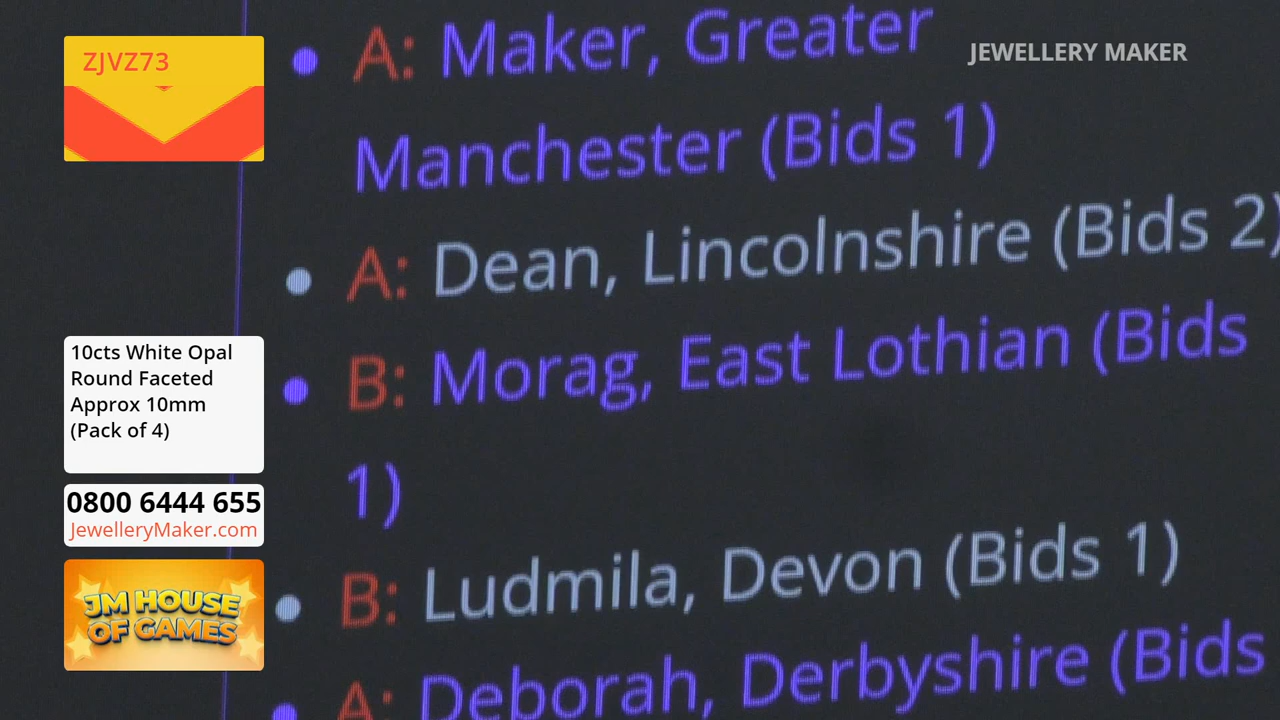 ZJVZ73
JEWELLERY MAKER
A: Maker, Greater
Manchester (Bids 1)
A: Dean, Lincolnshire (Bids 2)
B: Morag, East Lothian (Bids
1)
B: Ludmila, Devon (Bids 1)
A: Deborah, Derbyshire (Bids
10cts White Opal
Round Faceted
Approx 10mm
(Pack of 4)
0800 6444 655
JewelleryMaker.com
JM HOUSE
OF GAMES